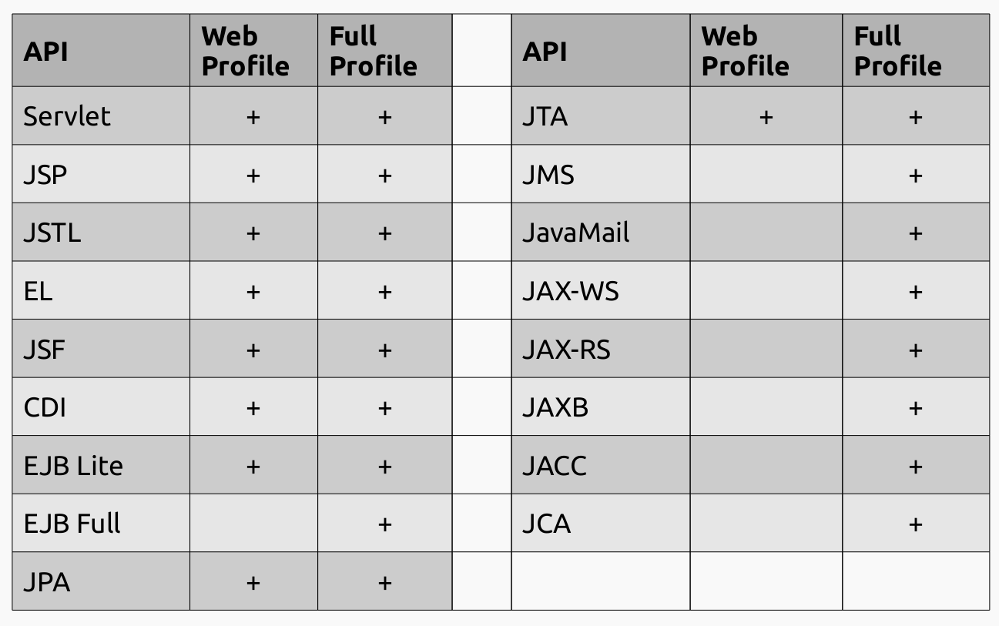 API Web Profile Full Profile API Web Profile Full Profile
Servlet + + JTA + +
JSP + + JMS +
JSTL + + JavaMail +
EL + + JAX-WS +
JSF + + JAX-RS +
CDI + + JAXB +
EJB Lite + + JACC +
EJB Full + JCA +
JPA + +